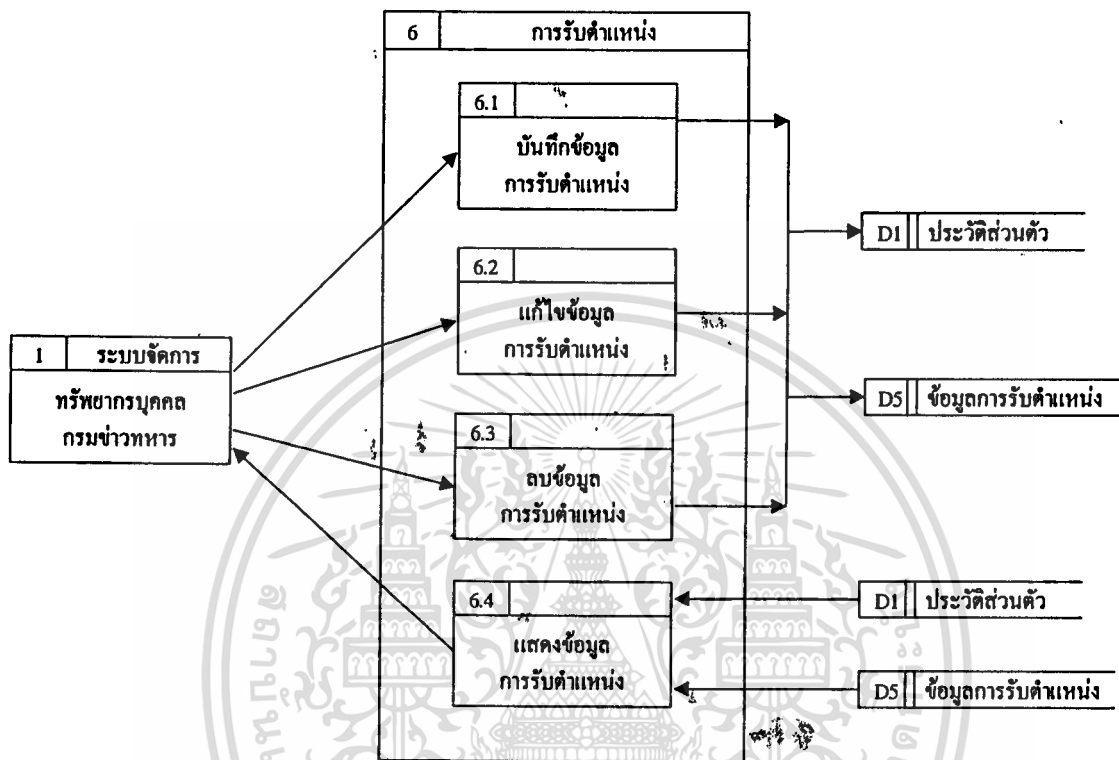 6 การรับตำแหน่ง
6.1
บันทึกข้อมูล
การรับตำแหน่ง
D1 ประวัติส่วนตัว
6.2
แก้ไขข้อมูล
การรับตำแหน่ง
1 ระบบจัดการ
ทรัพยากรบุคคล
กรมข่าวทหาร
D5 ข้อมูลการรับตำแหน่ง
6.3
ลบข้อมูล
การรับตำแหน่ง
6.4
แสดงข้อมูล
การรับตำแหน่ง
D1 ประวัติส่วนตัว
D5 ข้อมูลการรับตำแหน่ง